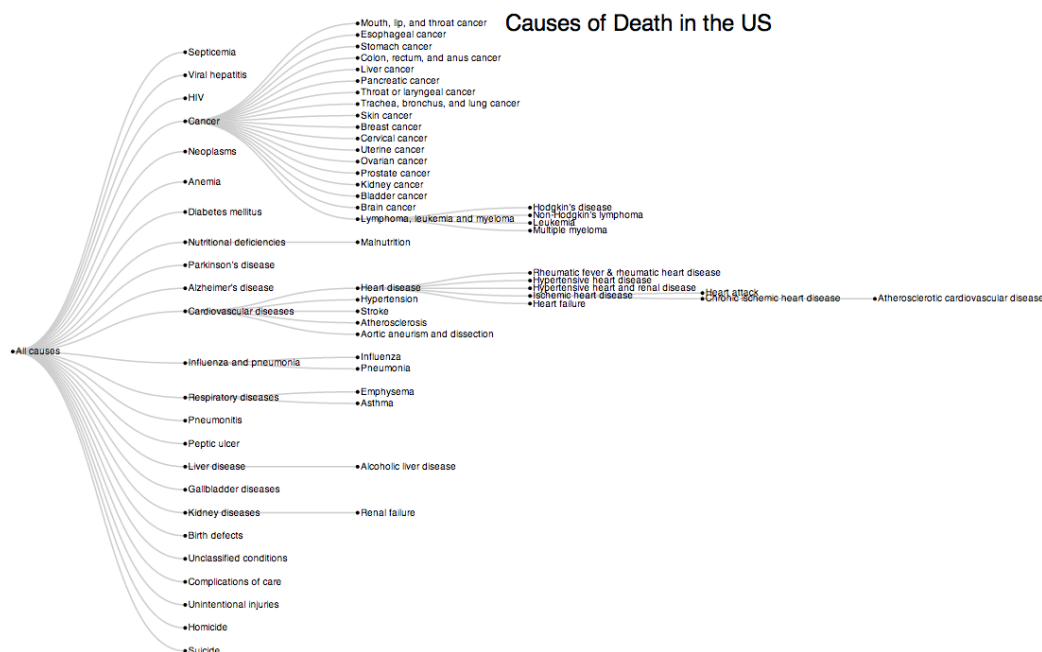 Causes of Death in the US
All causes
Septicemia
Viral hepatitis
HIV
Cancer
Mouth, lip, and throat cancer
Esophageal cancer
Stomach cancer
Colon, rectum, and anus cancer
Liver cancer
Pancreatic cancer
Throat or laryngeal cancer
Trachea, bronchus, and lung cancer
Skin cancer
Breast cancer
Cervical cancer
Uterine cancer
Ovarian cancer
Prostate cancer
Kidney cancer
Bladder cancer
Brain cancer
Lymphoma, leukemia and myeloma
Hodgkin's disease
Non-Hodgkin's lymphoma
Leukemia
Multiple myeloma
Neoplasms
Anemia
Diabetes mellitus
Nutritional deficiencies
Malnutrition
Parkinson's disease
Alzheimer's disease
Cardiovascular diseases
Heart disease
Rheumatic fever & rheumatic heart disease
Hypertensive heart disease
Hypertensive heart and renal disease
Ischemic heart disease
Heart attack
Chronic ischemic heart disease
Atherosclerotic cardiovascular disease
Heart failure
Hypertension
Stroke
Atherosclerosis
Aortic aneurism and dissection
Influenza and pneumonia
Influenza
Pneumonia
Respiratory diseases
Emphysema
Asthma
Pneumonitis
Peptic ulcer
Liver disease
Alcoholic liver disease
Gallbladder diseases
Kidney diseases
Renal failure
Birth defects
Unclassified conditions
Complications of care
Unintentional injuries
Homicide
Suicide